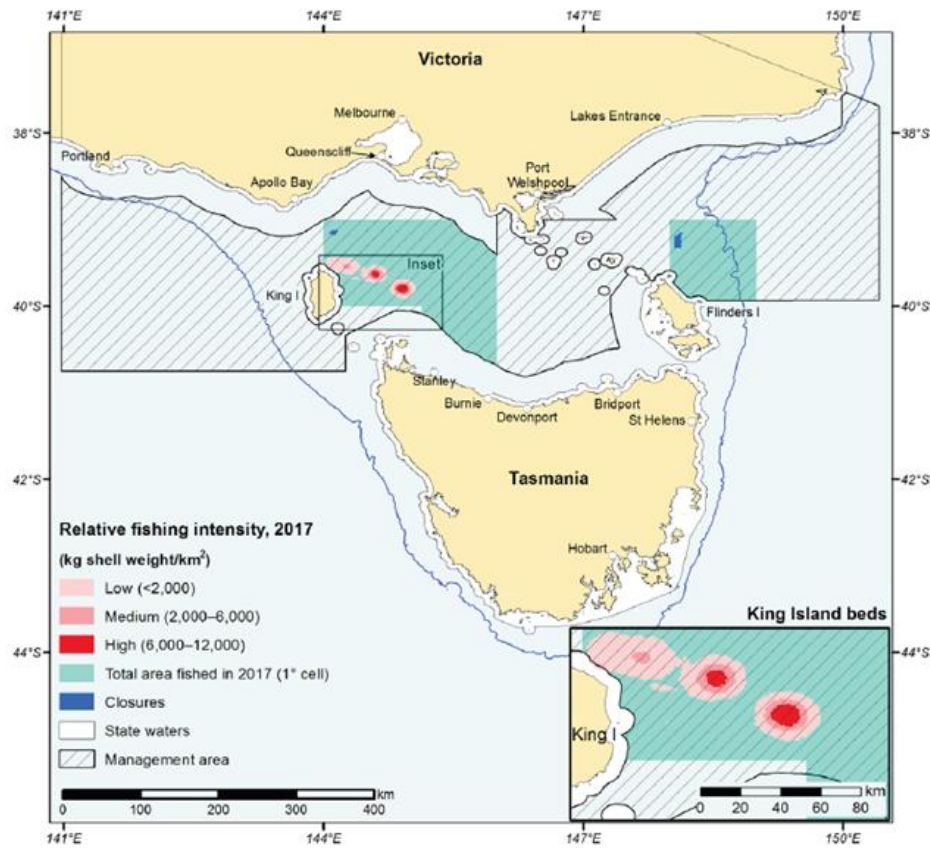 141°E 144°E 147°E 150°E
Victoria
Melbourne
Lakes Entrance
38°S 38°S
Queenscliff
Portland
Port
Welshpool
Apollo Bay
Inset
King I
40°S 40°S
Flinders I
Stanley
Burnie
Devonport
Bridport
St Helens
42°S 42°S
Tasmania
Relative fishing intensity, 2017
(kg shell weight/km²)
Hobart
Low (<2,000)
Medium (2,000–6,000)
High (6,000–12,000)
Total area fished in 2017 (1° cell)
Closures
State waters
Management area
km
0 100 200 300 400
King Island beds
44°S 44°S
King I
km
0 20 40 60 80
141°E 144°E 147°E 150°E